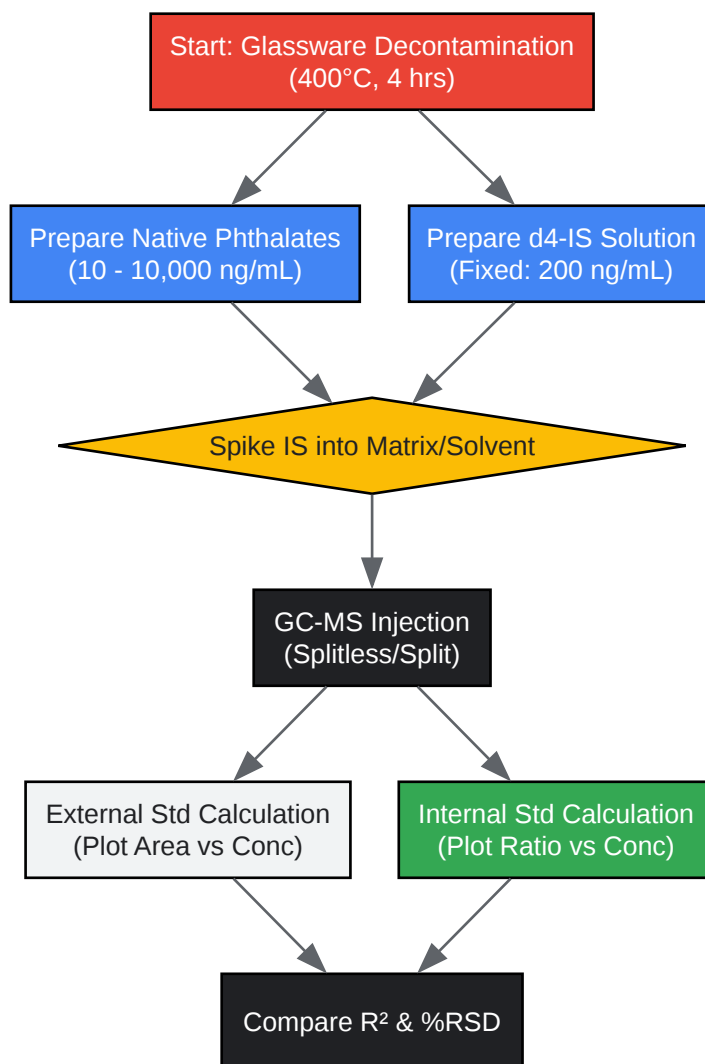 Start: Glassware Decontamination
(400°C, 4 hrs)
Prepare Native Phthalates
(10 - 10,000 ng/mL)
Prepare d4-IS Solution
(Fixed: 200 ng/mL)
Spike IS into Matrix/Solvent
GC-MS Injection
(Splitless/Split)
External Std Calculation
(Plot Area vs Conc)
Internal Std Calculation
(Plot Ratio vs Conc)
Compare R² & %RSD